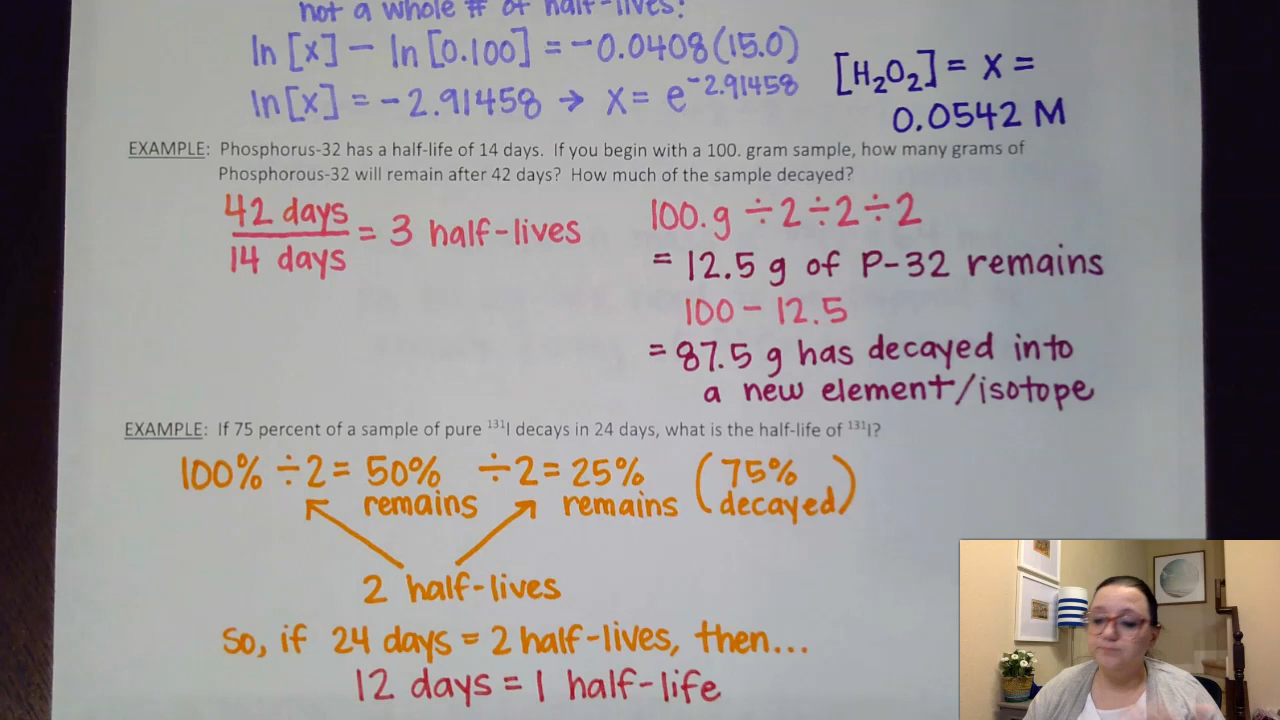 not a whole # of half-lives?
ln [x] − ln [0.100] = −0.0408(15.0)
ln[x] = −2.91458 → x = e^−2.91458
[H₂O₂] = x =
0.0542 M
EXAMPLE: Phosphorus-32 has a half-life of 14 days. If you begin with a 100. gram sample, how many grams of
Phosphorous-32 will remain after 42 days? How much of the sample decayed?
42 days
14 days
= 3 half-lives
100.g ÷2÷2÷2
= 12.5 g of P-32 remains
100 − 12.5
= 87.5 g has decayed into
a new element/isotope
EXAMPLE: If 75 percent of a sample of pure ¹³¹I decays in 24 days, what is the half-life of ¹³¹I?
100% ÷2 = 50% ÷2 = 25% (75%
remains remains decayed)
2 half-lives
So, if 24 days = 2 half-lives, then...
12 days = 1 half-life